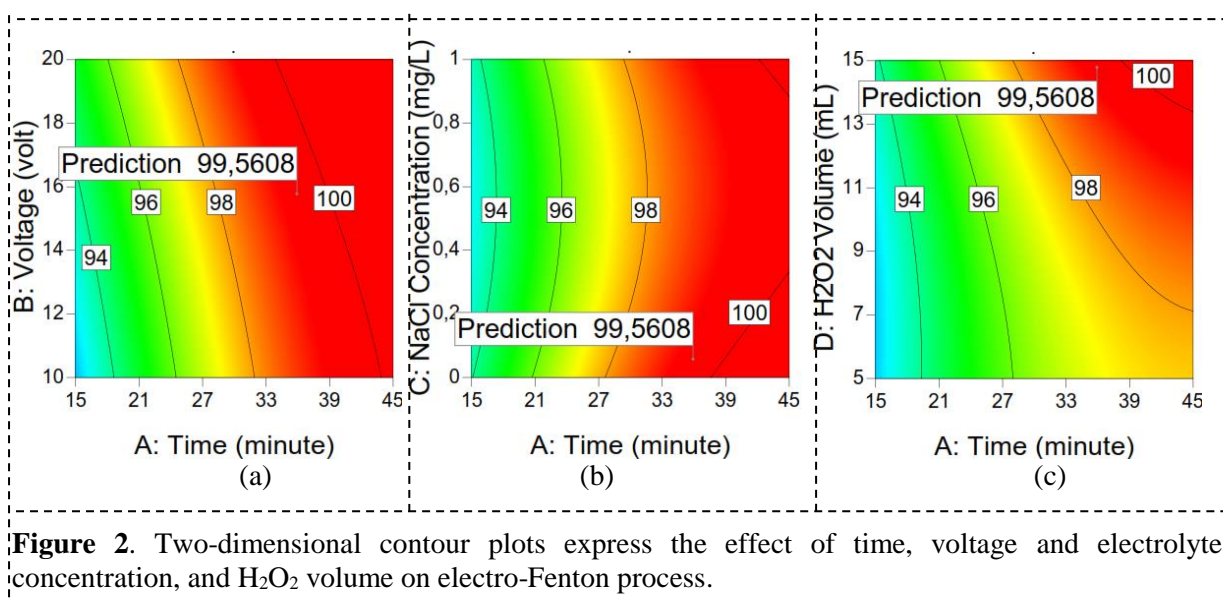 B: Voltage (volt)
20
18
16
14
12
10
Prediction 99,5608
94
96
98
100
15 21 27 33 39 45
A: Time (minute)
(a)
C: NaCl Concentration (mg/L)
1
0,8
0,6
0,4
0,2
0
94
96
98
Prediction 99,5608
100
15 21 27 33 39 45
A: Time (minute)
(b)
D: H2O2 Volume (mL)
15
13
11
9
7
5
100
Prediction 99,5608
94
96
98
15 21 27 33 39 45
A: Time (minute)
(c)
Figure 2. Two-dimensional contour plots express the effect of time, voltage and electrolyte
concentration, and H₂O₂ volume on electro-Fenton process.